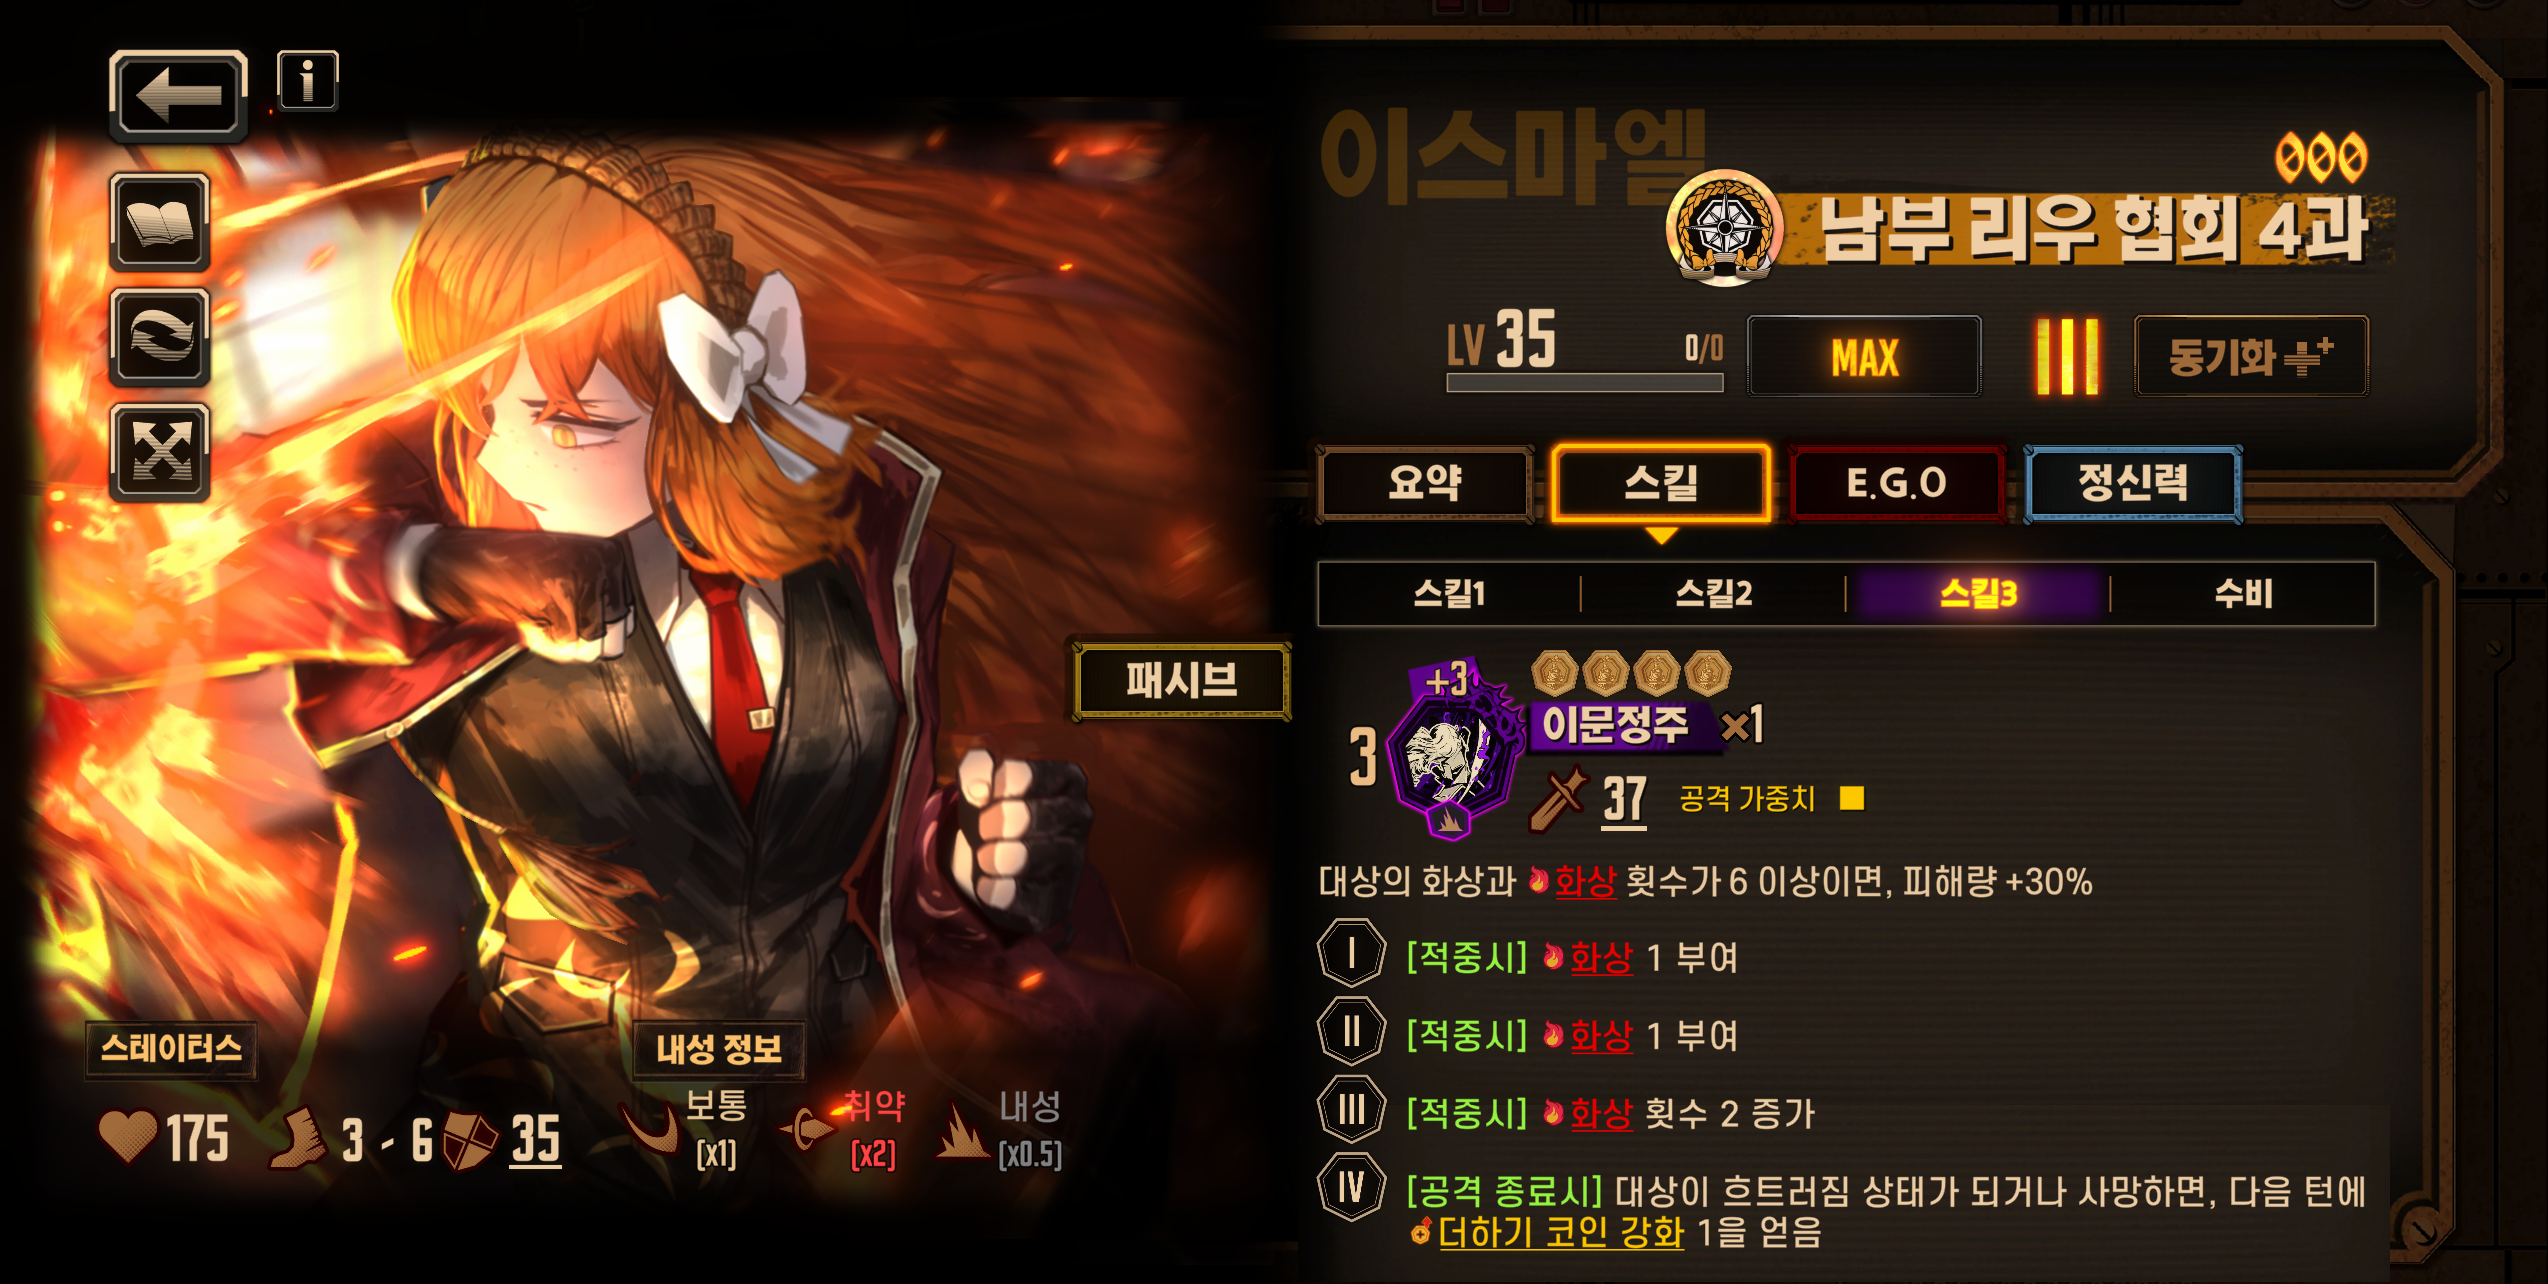 i
이스마엘
남부 리우 협회 4과
LV 35
0/0
MAX
동기화
요약
스킬
E.G.O
정신력
스킬1
스킬2
스킬3
수비
패시브
+3
3
이문정주 ×1
37
공격 가중치
대상의 화상과 화상 횟수가 6 이상이면, 피해량 +30%
I
[적중시] 화상 1 부여
II
[적중시] 화상 1 부여
III
[적중시] 화상 횟수 2 증가
IV
[공격 종료시] 대상이 흐트러짐 상태가 되거나 사망하면, 다음 턴에
더하기 코인 강화 1을 얻음
스테이터스
175
3 - 6
35
내성 정보
보통
[x1]
취약
[x2]
내성
[x0.5]